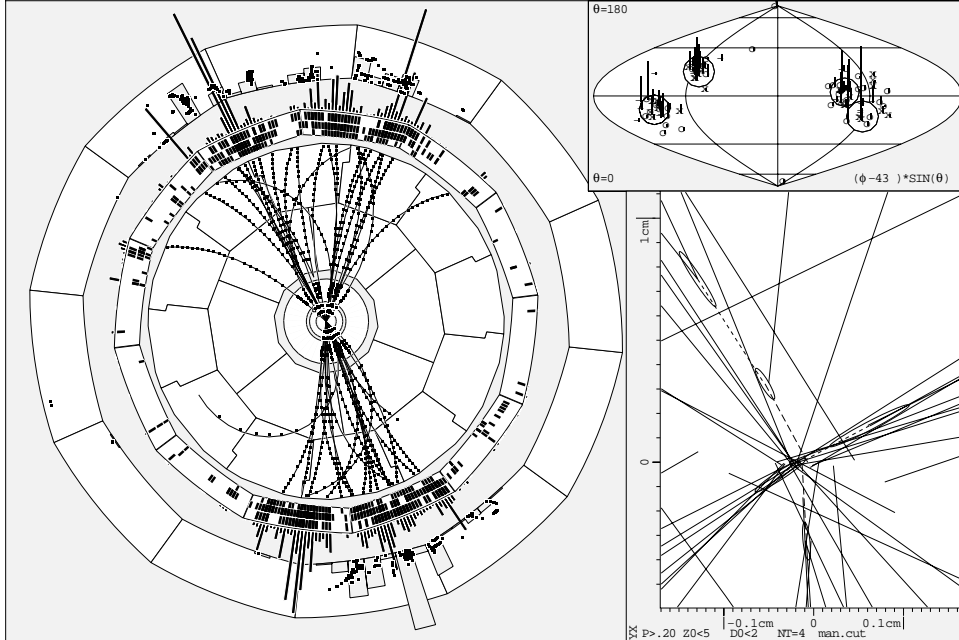 θ=180
θ=0
(ϕ-43 )*SIN(θ)
1cm
0
-0.1cm 0 0.1cm
YX P>.20 Z0<5 D0<2 NT=4 man.cut